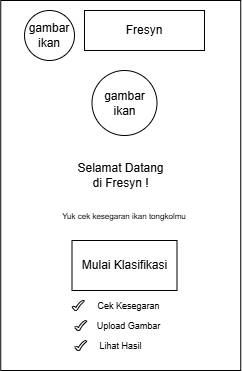 gambar
ikan
Fresyn
gambar
ikan
Selamat Datang
di Fresyn !
Yuk cek kesegaran ikan tongkolmu
Mulai Klasifikasi
Cek Kesegaran
Upload Gambar
Lihat Hasil